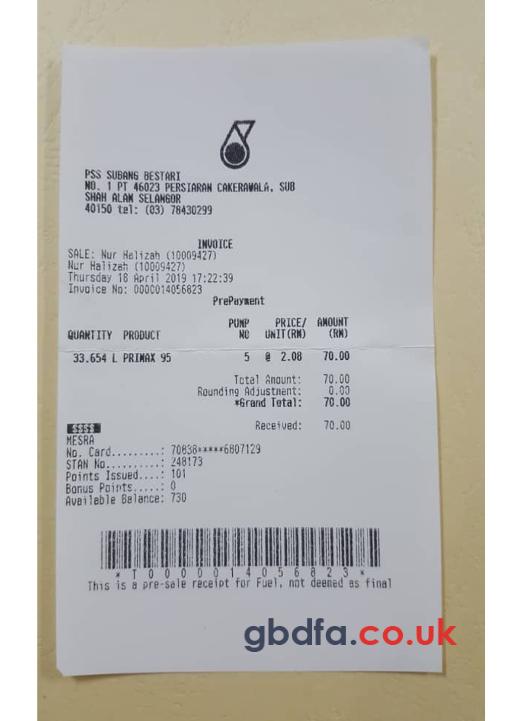 PSS SUBANG BESTARI
NO. 1 PT 46023 PERSIARAN CAKERAWALA, SUB
SHAH ALAM SELANGOR
40150 tel: (03) 78430299
INVOICE
SALE: Nur Halizah (10009427)
Nur Halizah (10009427)
Thursday 18 April 2019 17:22:39
Invoice No: 0000014056823
PrePayment
QUANTITY PRODUCT PUMP NO PRICE/ UNIT(RM) AMOUNT (RM)
33.654 L PRIMAX 95 5 @ 2.08 70.00
Total Amount: 70.00
Rounding Adjustment: 0.00
*Grand Total: 70.00
Received: 70.00
$$$$
MESRA
No. Card.........: 70838*****6807129
STAN No..........: 248173
Points Issued....: 101
Bonus Points.....: 0
Available Balance: 730
* T 0 0 0 0 0 1 4 0 5 6 8 2 3 *
This is a pre-sale receipt for Fuel, not deemed as final
gbdfa.co.uk